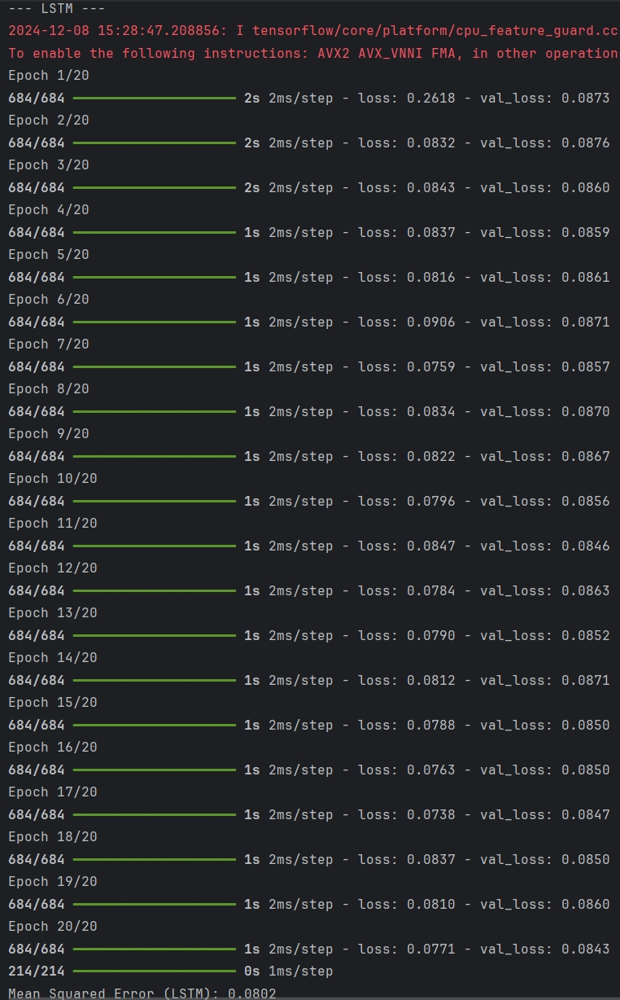 --- LSTM ---
2024-12-08 15:28:47.208856: I tensorflow/core/platform/cpu_feature_guard.cc
To enable the following instructions: AVX2 AVX_VNNI FMA, in other operation
Epoch 1/20
684/684 ━━━━━━━━━━━━━━━━━━━━ 2s 2ms/step - loss: 0.2618 - val_loss: 0.0873
Epoch 2/20
684/684 ━━━━━━━━━━━━━━━━━━━━ 2s 2ms/step - loss: 0.0832 - val_loss: 0.0876
Epoch 3/20
684/684 ━━━━━━━━━━━━━━━━━━━━ 2s 2ms/step - loss: 0.0843 - val_loss: 0.0860
Epoch 4/20
684/684 ━━━━━━━━━━━━━━━━━━━━ 1s 2ms/step - loss: 0.0837 - val_loss: 0.0859
Epoch 5/20
684/684 ━━━━━━━━━━━━━━━━━━━━ 1s 2ms/step - loss: 0.0816 - val_loss: 0.0861
Epoch 6/20
684/684 ━━━━━━━━━━━━━━━━━━━━ 1s 2ms/step - loss: 0.0906 - val_loss: 0.0871
Epoch 7/20
684/684 ━━━━━━━━━━━━━━━━━━━━ 1s 2ms/step - loss: 0.0759 - val_loss: 0.0857
Epoch 8/20
684/684 ━━━━━━━━━━━━━━━━━━━━ 1s 2ms/step - loss: 0.0834 - val_loss: 0.0870
Epoch 9/20
684/684 ━━━━━━━━━━━━━━━━━━━━ 1s 2ms/step - loss: 0.0822 - val_loss: 0.0867
Epoch 10/20
684/684 ━━━━━━━━━━━━━━━━━━━━ 1s 2ms/step - loss: 0.0796 - val_loss: 0.0856
Epoch 11/20
684/684 ━━━━━━━━━━━━━━━━━━━━ 1s 2ms/step - loss: 0.0847 - val_loss: 0.0846
Epoch 12/20
684/684 ━━━━━━━━━━━━━━━━━━━━ 1s 2ms/step - loss: 0.0784 - val_loss: 0.0863
Epoch 13/20
684/684 ━━━━━━━━━━━━━━━━━━━━ 1s 2ms/step - loss: 0.0790 - val_loss: 0.0852
Epoch 14/20
684/684 ━━━━━━━━━━━━━━━━━━━━ 1s 2ms/step - loss: 0.0812 - val_loss: 0.0871
Epoch 15/20
684/684 ━━━━━━━━━━━━━━━━━━━━ 1s 2ms/step - loss: 0.0788 - val_loss: 0.0850
Epoch 16/20
684/684 ━━━━━━━━━━━━━━━━━━━━ 1s 2ms/step - loss: 0.0763 - val_loss: 0.0850
Epoch 17/20
684/684 ━━━━━━━━━━━━━━━━━━━━ 1s 2ms/step - loss: 0.0738 - val_loss: 0.0847
Epoch 18/20
684/684 ━━━━━━━━━━━━━━━━━━━━ 1s 2ms/step - loss: 0.0837 - val_loss: 0.0850
Epoch 19/20
684/684 ━━━━━━━━━━━━━━━━━━━━ 1s 2ms/step - loss: 0.0810 - val_loss: 0.0860
Epoch 20/20
684/684 ━━━━━━━━━━━━━━━━━━━━ 1s 2ms/step - loss: 0.0771 - val_loss: 0.0843
214/214 ━━━━━━━━━━━━━━━━━━━━ 0s 1ms/step
Mean Squared Error (LSTM): 0.0802